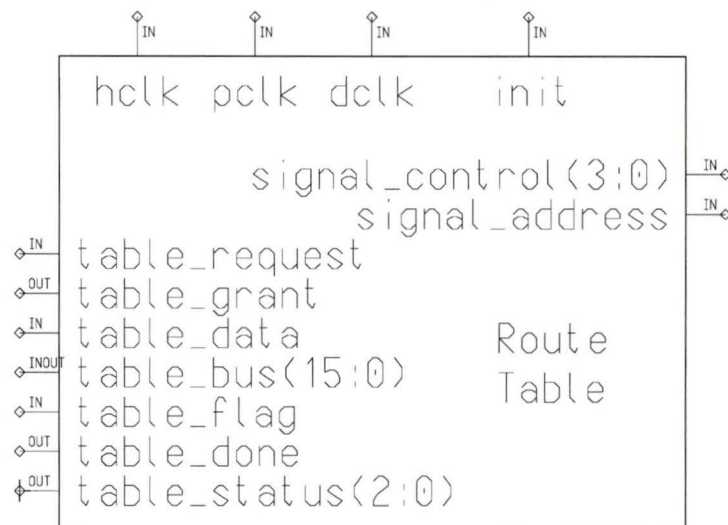 IN IN IN IN
hclk pclk dclk init
IN
signal_control(3:0)
IN
signal_address
IN table_request
OUT table_grant
IN table_data
Route
INOUT table_bus(15:0)
Table
IN table_flag
OUT table_done
OUT table_status(2:0)